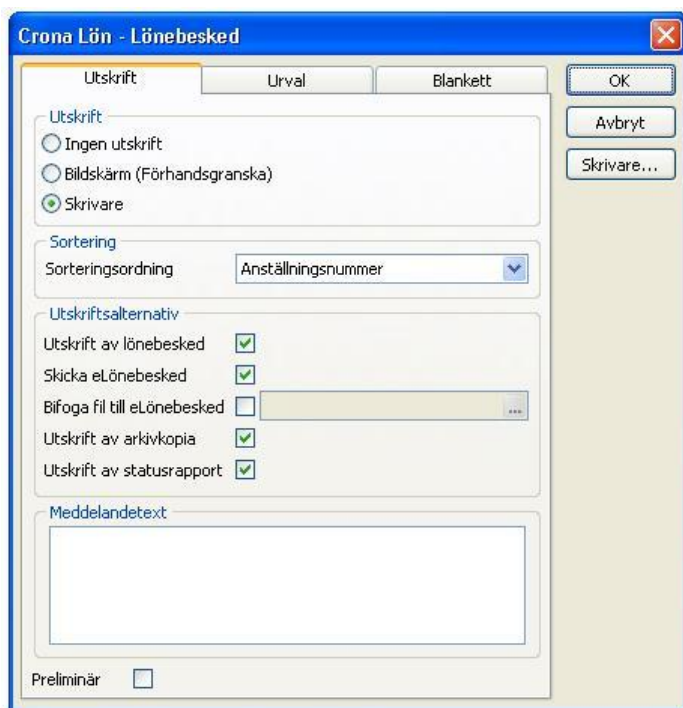 Crona Lön - Lönebesked
Utskrift Urval Blankett
OK
Avbryt
Skrivare...
Utskrift
Ingen utskrift
Bildskärm (Förhandsgranska)
Skrivare
Sortering
Sorteringsordning Anställningsnummer
Utskriftsalternativ
Utskrift av lönebesked
Skicka eLönebesked
Bifoga fil till eLönebesked ...
Utskrift av arkivkopia
Utskrift av statusrapport
Meddelandetext
Preliminär